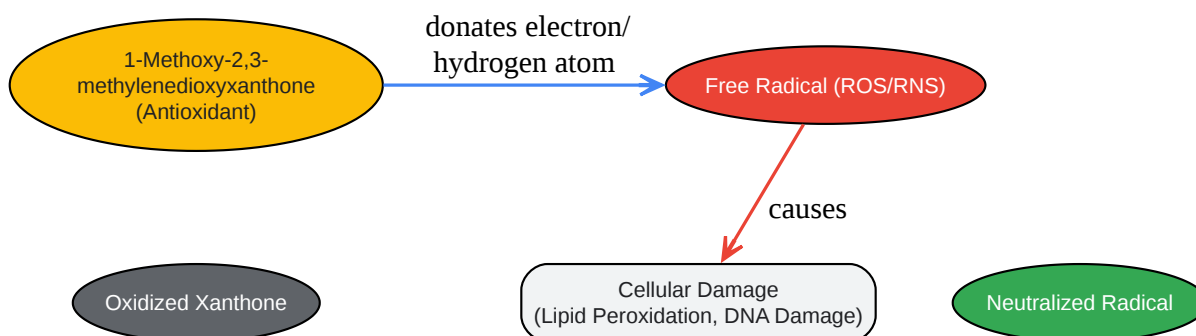 donates electron/
hydrogen atom
1-Methoxy-2,3-
methylenedioxyxanthone
(Antioxidant)
Free Radical (ROS/RNS)
causes
Oxidized Xanthone
Cellular Damage
(Lipid Peroxidation, DNA Damage)
Neutralized Radical